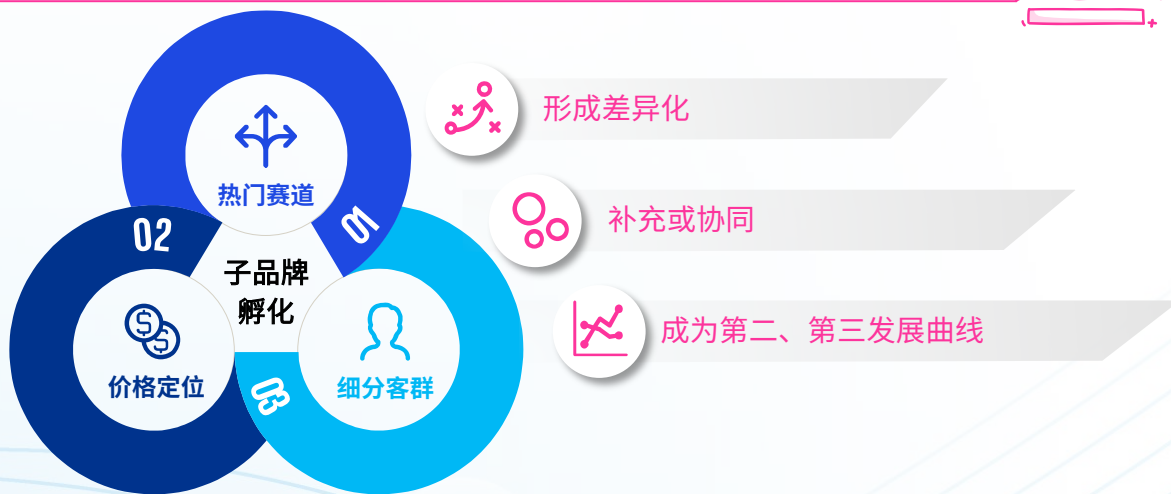 热门赛道
01
02
子品牌
孵化
价格定位
细分客群
03
形成差异化
补充或协同
成为第二、第三发展曲线